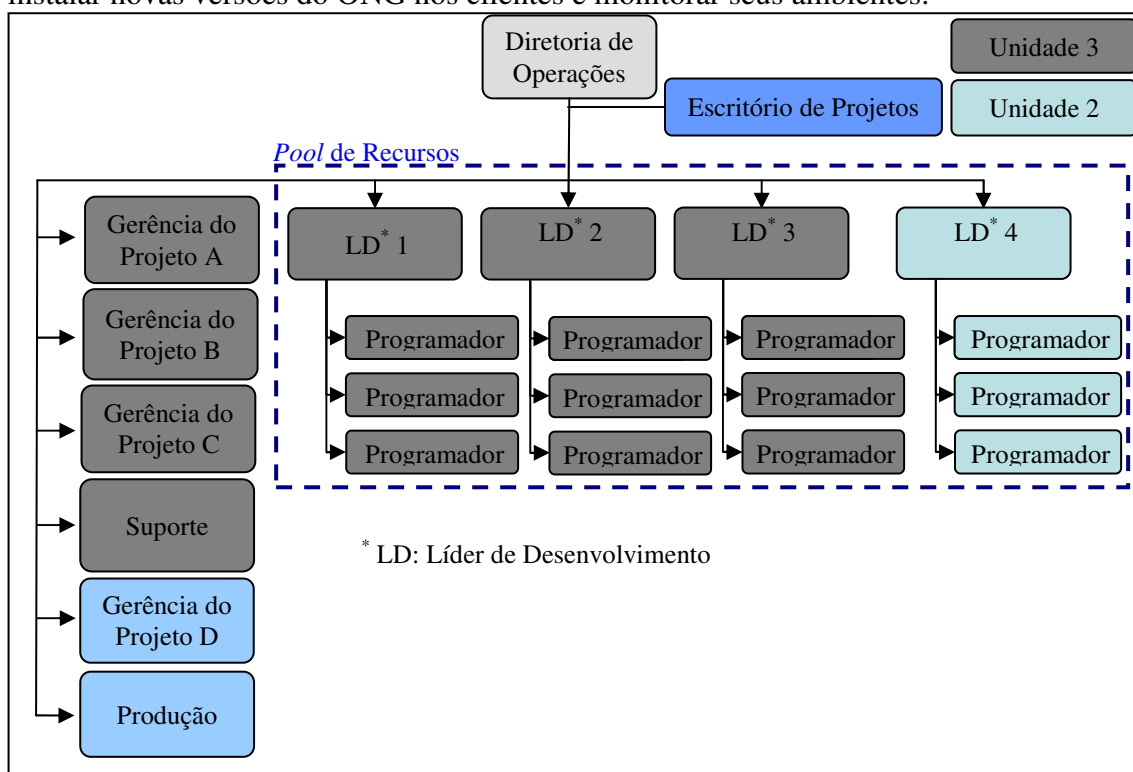 instalar novas versões do ONG nos clientes e monitorar seus ambientes.
Diretoria de
Operações
Unidade 3
Escritório de Projetos
Unidade 2
Pool de Recursos
Gerência do
Projeto A
LD* 1
LD* 2
LD* 3
LD* 4
Gerência do
Projeto B
Programador
Programador
Programador
Programador
Programador
Programador
Programador
Programador
Gerência do
Projeto C
Programador
Programador
Programador
Programador
Suporte
* LD: Líder de Desenvolvimento
Gerência do
Projeto D
Produção